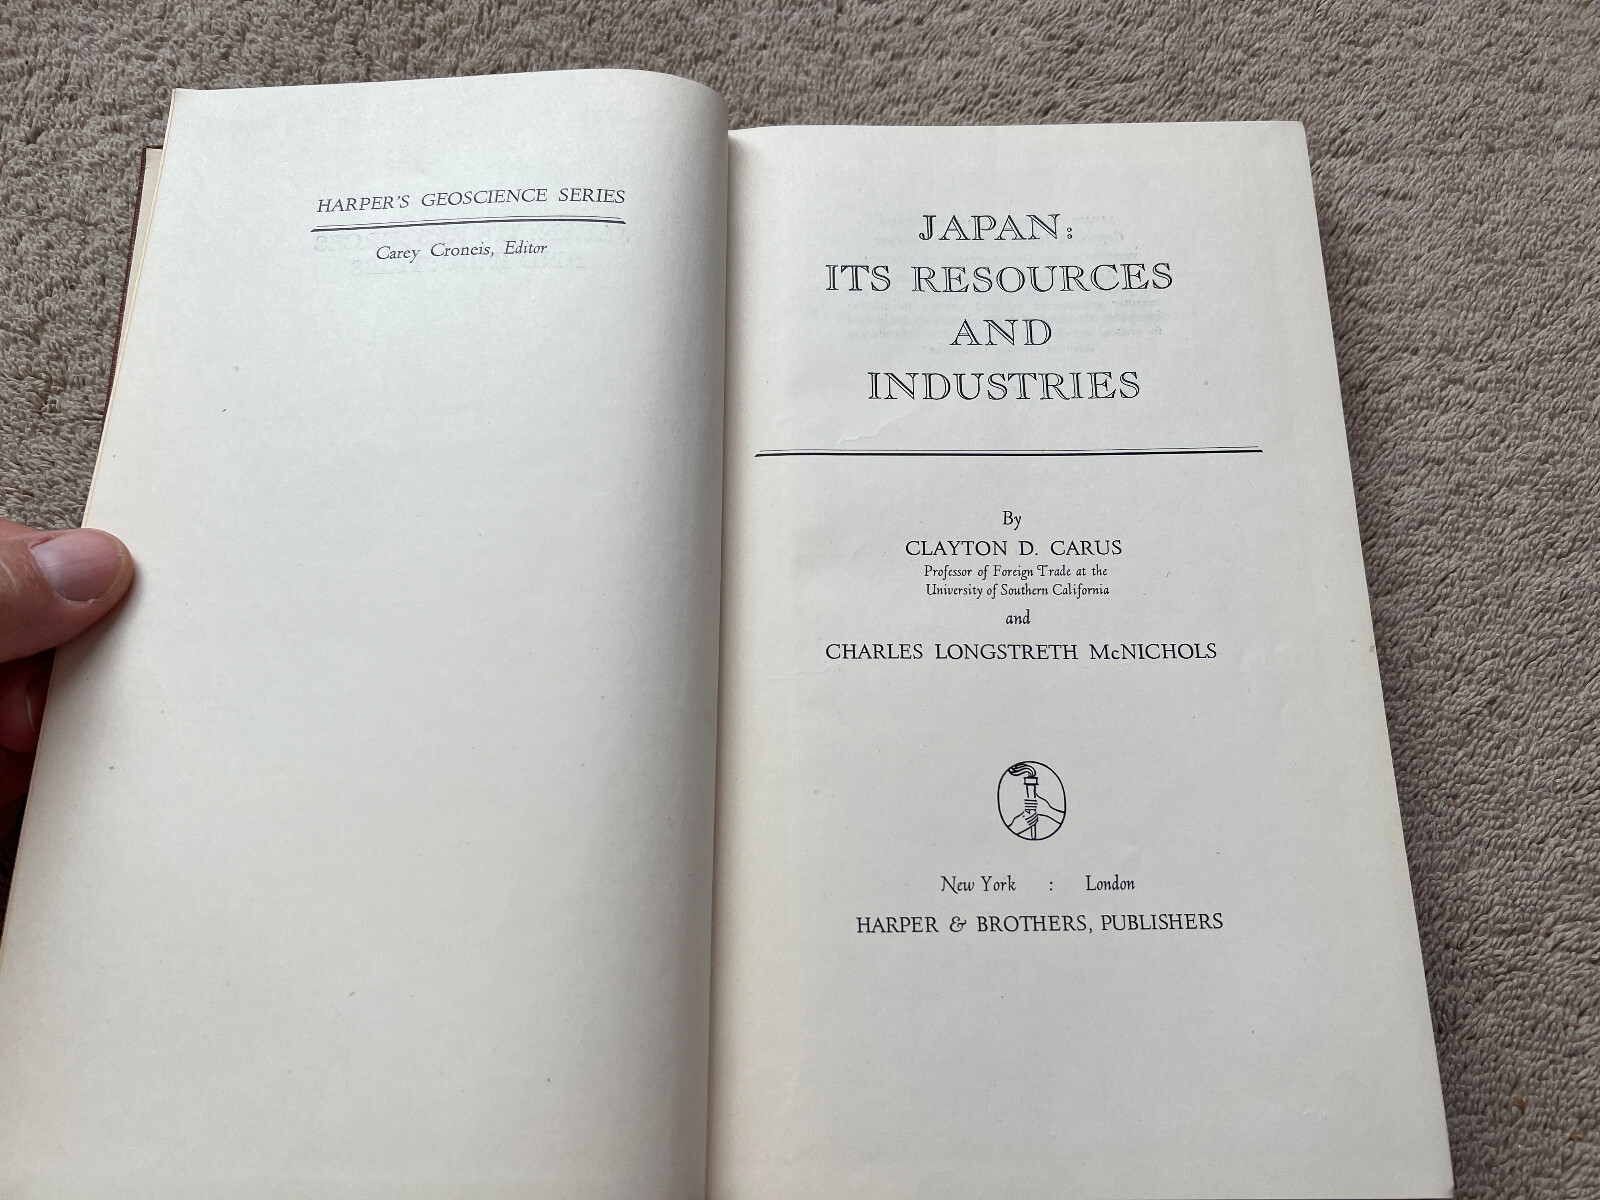 HARPER'S GEOSCIENCE SERIES
Carey Croneis, Editor
JAPAN:
ITS RESOURCES
AND
INDUSTRIES
By
CLAYTON D. CARUS
Professor of Foreign Trade at the
University of Southern California
and
CHARLES LONGSTRETH McNICHOLS
New York : London
HARPER & BROTHERS, PUBLISHERS